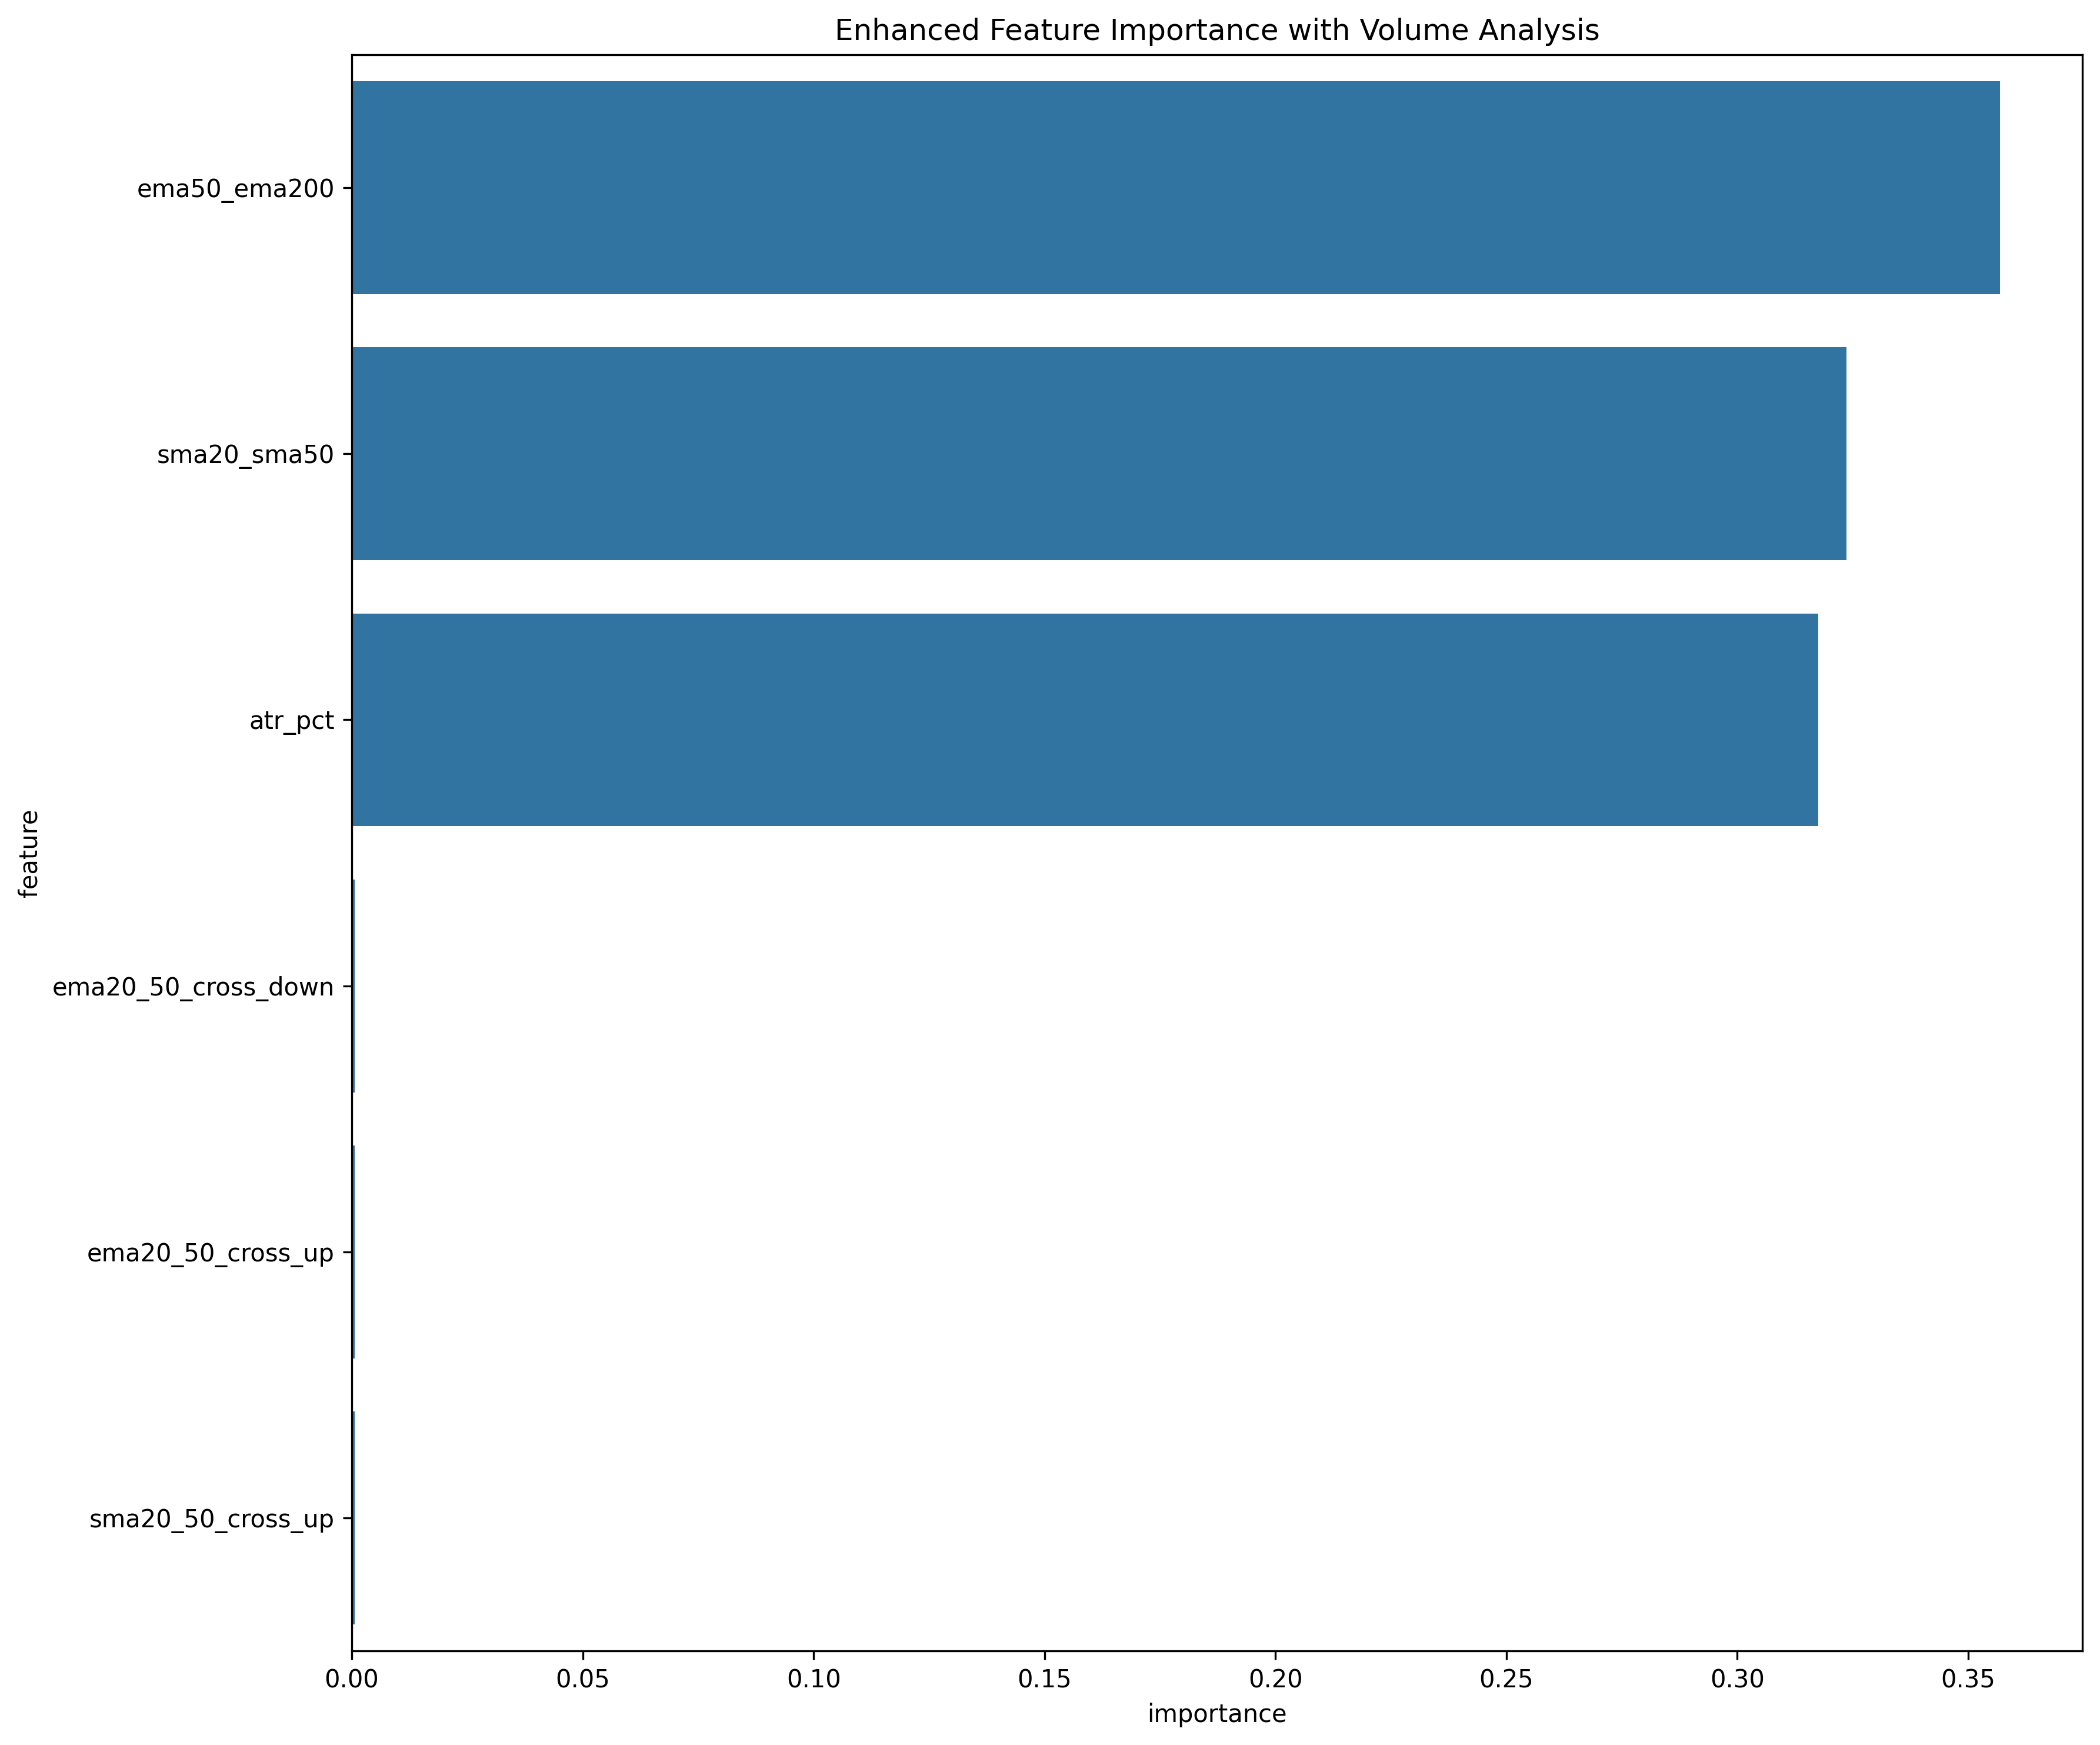 Enhanced Feature Importance with Volume Analysis
ema50_ema200
sma20_sma50
atr_pct
feature
ema20_50_cross_down
ema20_50_cross_up
sma20_50_cross_up
0.00 0.05 0.10 0.15 0.20 0.25 0.30 0.35
importance